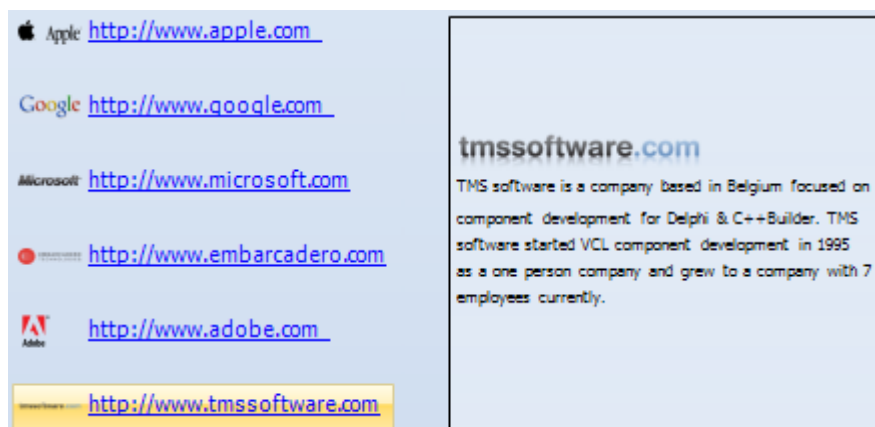 Apple http://www.apple.com
Google http://www.google.com
Microsoft http://www.microsoft.com
http://www.embarcadero.com
Adobe http://www.adobe.com
http://www.tmssoftware.com
tmssoftware.com
TMS software is a company based in Belgium focused on
component development for Delphi & C++Builder. TMS
software started VCL component development in 1995
as a one person company and grew to a company with 7
employees currently.